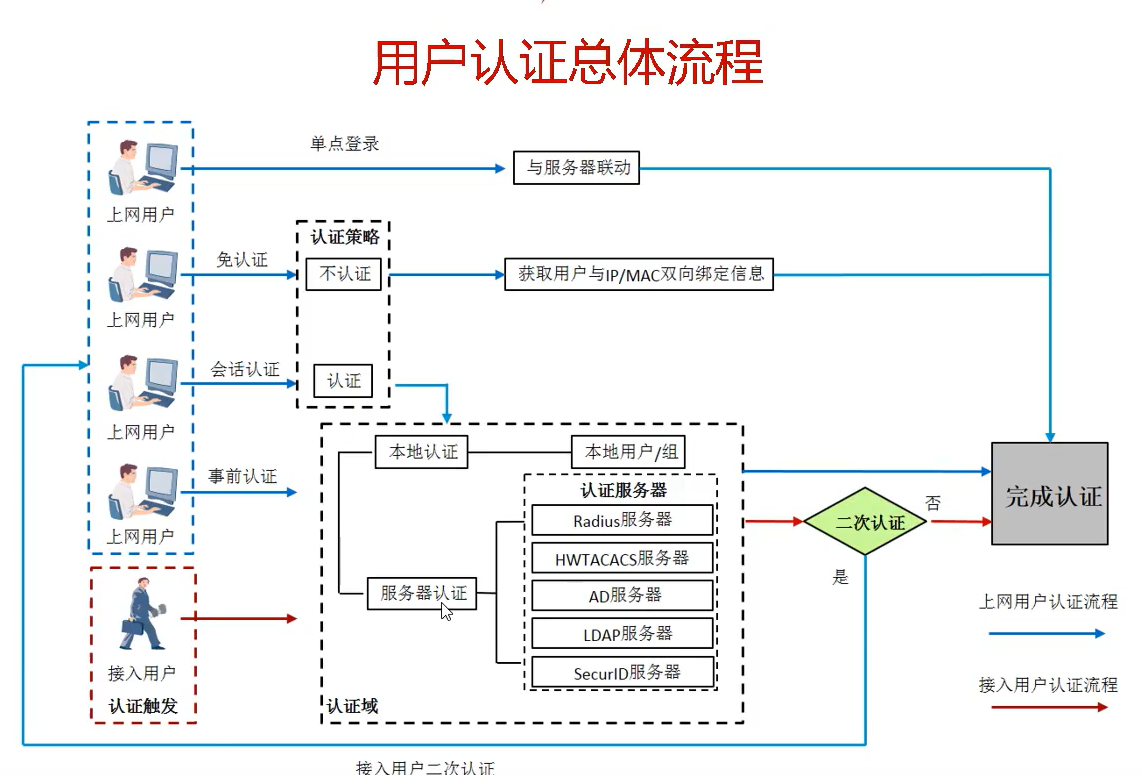 用户认证总体流程
单点登录
与服务器联动
上网用户
认证策略
免认证
不认证
获取用户与IP/MAC双向绑定信息
上网用户
会话认证
认证
上网用户
本地认证
本地用户/组
事前认证
认证服务器
完成认证
Radius服务器
二次认证
否
上网用户
HWTACACS服务器
是
服务器认证
AD服务器
上网用户认证流程
LDAP服务器
接入用户
SecurID服务器
接入用户认证流程
认证触发
认证域
接入用户二次认证